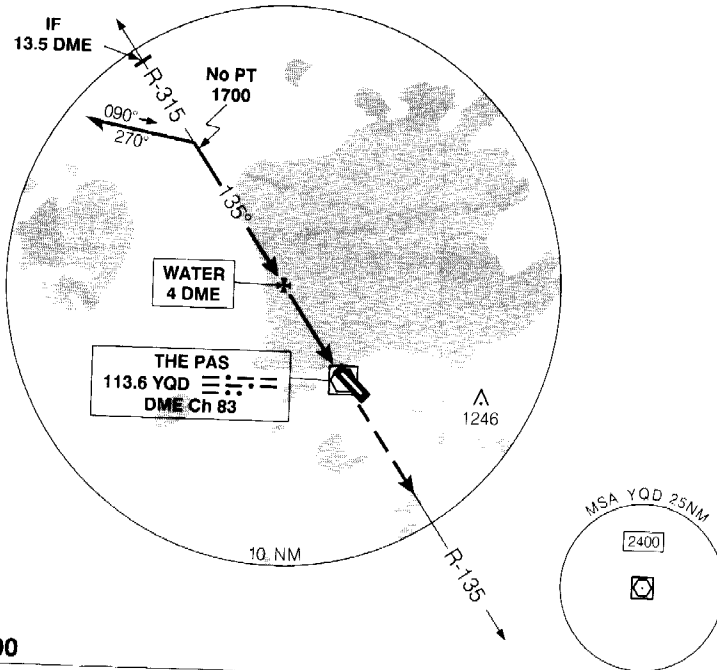 IF
13.5 DME
R-315
No PT
1700
090°
270°
135°
WATER
4 DME
THE PAS
113.6 YQD
DME Ch 83
1246
10 NM
R-135
MSA YQD 25NM
2400